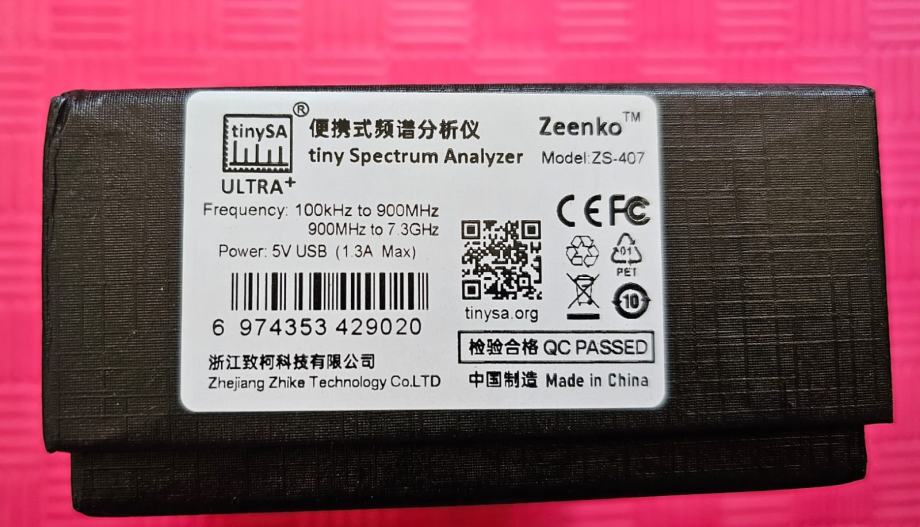 tinySA®
ULTRA+
便携式频谱分析仪
tiny Spectrum Analyzer
Zeenko™
Model:ZS-407
Frequency: 100kHz to 900MHz
900MHz to 7.3GHz
Power: 5V USB (1.3A Max)
CE FC
01
PET
10
tinysa.org
6 974353 429020
检验合格 QC PASSED
浙江致柯科技有限公司
Zhejiang Zhike Technology Co.LTD
中国制造 Made in China